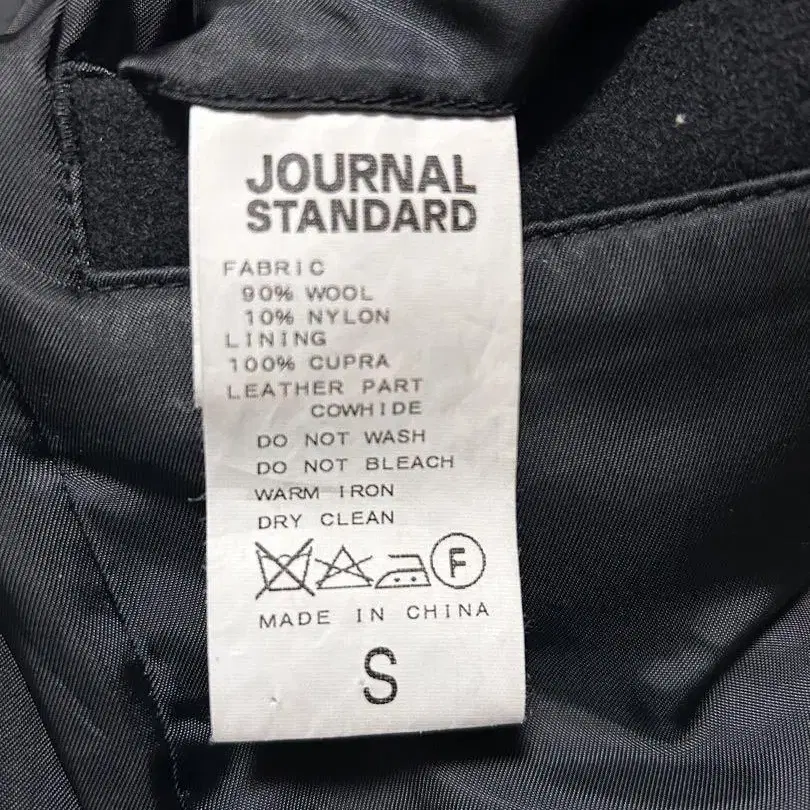 JOURNAL
STANDARD
FABRIC
90% WOOL
10% NYLON
LINING
100% CUPRA
LEATHER PART
COWHIDE
DO NOT WASH
DO NOT BLEACH
WARM IRON
DRY CLEAN
F
MADE IN CHINA
S